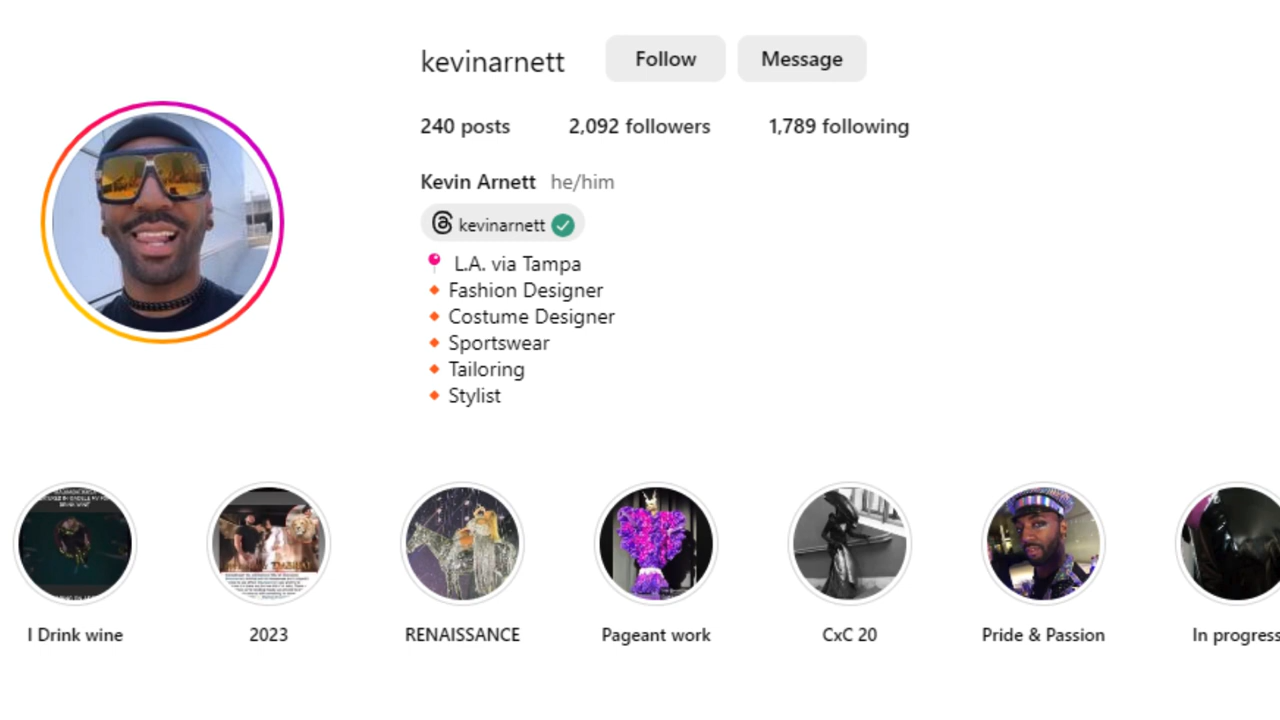 kevinarnett Follow Message
240 posts 2,092 followers 1,789 following
Kevin Arnett he/him
kevinarnett
L.A. via Tampa
Fashion Designer
Costume Designer
Sportswear
Tailoring
Stylist
I Drink wine 2023 RENAISSANCE Pageant work CxC 20 Pride & Passion In progress